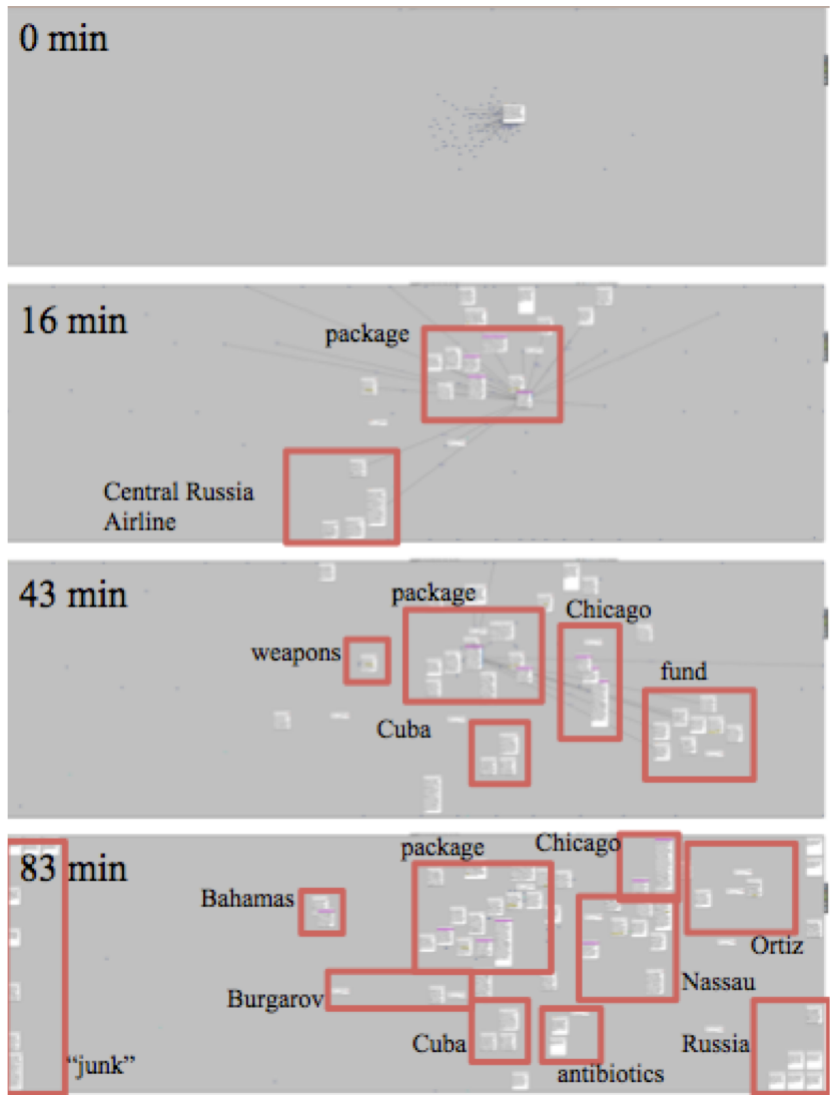 0 min
16 min
package
Central Russia
Airline
43 min
package
Chicago
weapons
fund
Cuba
83 min
package
Chicago
Bahamas
Ortiz
Nassau
Burgarov
Cuba
Russia
"junk"
antibiotics